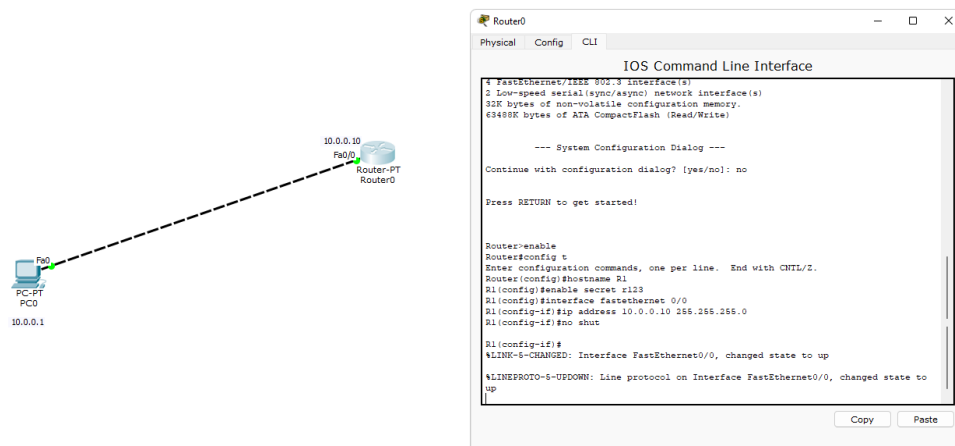 10.0.0.10
Fa0/0
Router-PT
Router0
Fa0
PC-PT
PC0
10.0.0.1
Router0
Physical Config CLI
IOS Command Line Interface
4 FastEthernet/IEEE 802.3 interface(s)
2 Low-speed serial(sync/async) network interface(s)
32K bytes of non-volatile configuration memory.
63488K bytes of ATA CompactFlash (Read/Write)
--- System Configuration Dialog ---
Continue with configuration dialog? [yes/no]: no
Press RETURN to get started!
Router>enable
Router#config t
Enter configuration commands, one per line. End with CNTL/Z.
Router(config)#hostname R1
R1(config)#enable secret r123
R1(config)#interface fastethernet 0/0
R1(config-if)#ip address 10.0.0.10 255.255.255.0
R1(config-if)#no shut
R1(config-if)#
%LINK-5-CHANGED: Interface FastEthernet0/0, changed state to up
%LINEPROTO-5-UPDOWN: Line protocol on Interface FastEthernet0/0, changed state to
up
Copy Paste